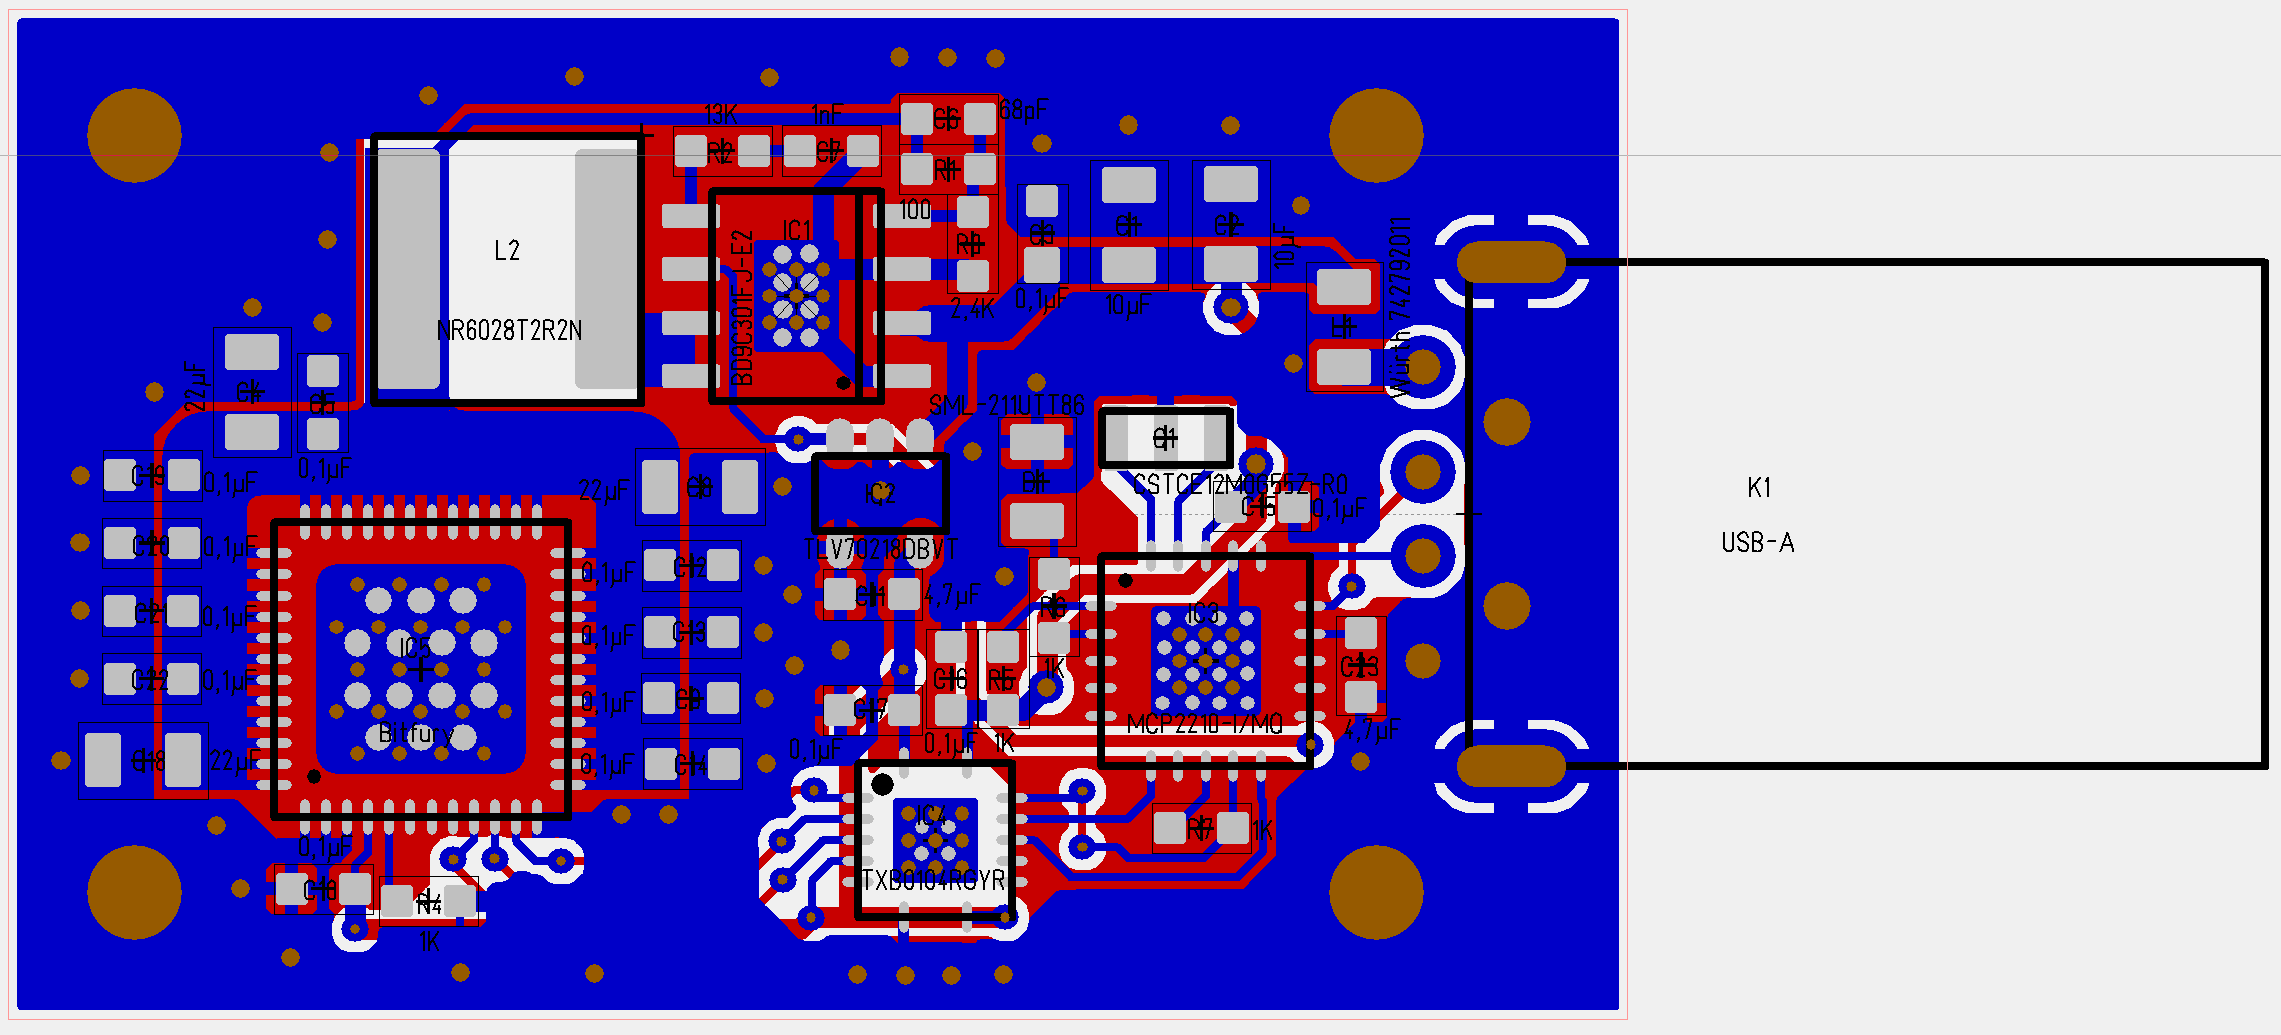 13K
1nF
C6
68pF
R2
C7
R1
100
IC1
BD9C301FJ-E2
R3
2,4K
C3
0,1µF
C1
10µF
C2
10µF
L1
Würth 742792011
L2
NR6028T2R2N
22µF
C4
C5
0,1µF
SML-211UTT86
Q1
CSTCE12M0G55Z-R0
C15
0,1µF
D1
K1
USB-A
C19
0,1µF
22µF
C8
IC2
TLV70218DBVT
C20
0,1µF
0,1µF
C12
C11
4,7µF
C21
0,1µF
0,1µF
C13
R6
1K
IC3
MCP2210-I/MQ
IC5
Bitfury
C22
0,1µF
0,1µF
C9
C16
0,1µF
R5
1K
C23
4,7µF
C17
0,1µF
C18
22µF
0,1µF
C14
IC4
TXB0104RGYR
R7
1K
0,1µF
C10
R4
1K